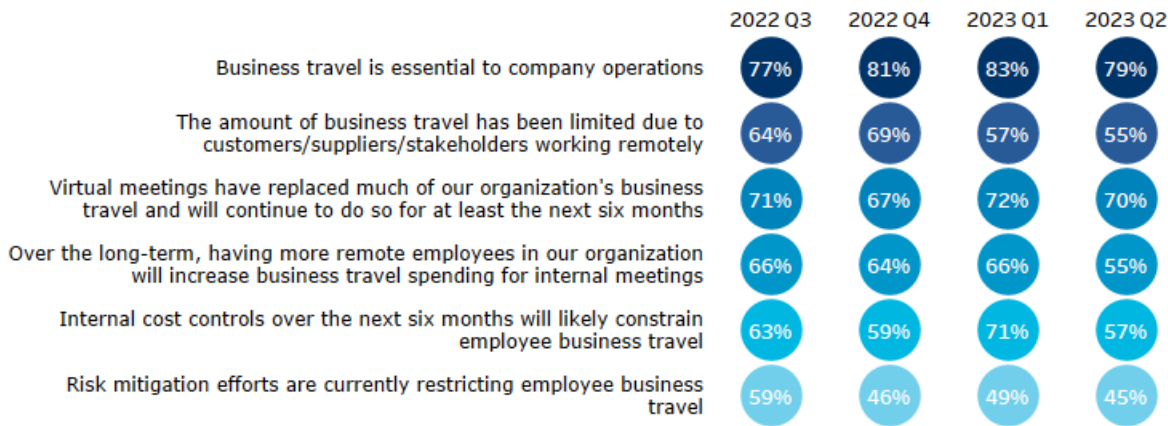 2022 Q3 2022 Q4 2023 Q1 2023 Q2
Business travel is essential to company operations 77% 81% 83% 79%
The amount of business travel has been limited due to
customers/suppliers/stakeholders working remotely 64% 69% 57% 55%
Virtual meetings have replaced much of our organization's business
travel and will continue to do so for at least the next six months 71% 67% 72% 70%
Over the long-term, having more remote employees in our organization
will increase business travel spending for internal meetings 66% 64% 66% 55%
Internal cost controls over the next six months will likely constrain
employee business travel 63% 59% 71% 57%
Risk mitigation efforts are currently restricting employee business
travel 59% 46% 49% 45%